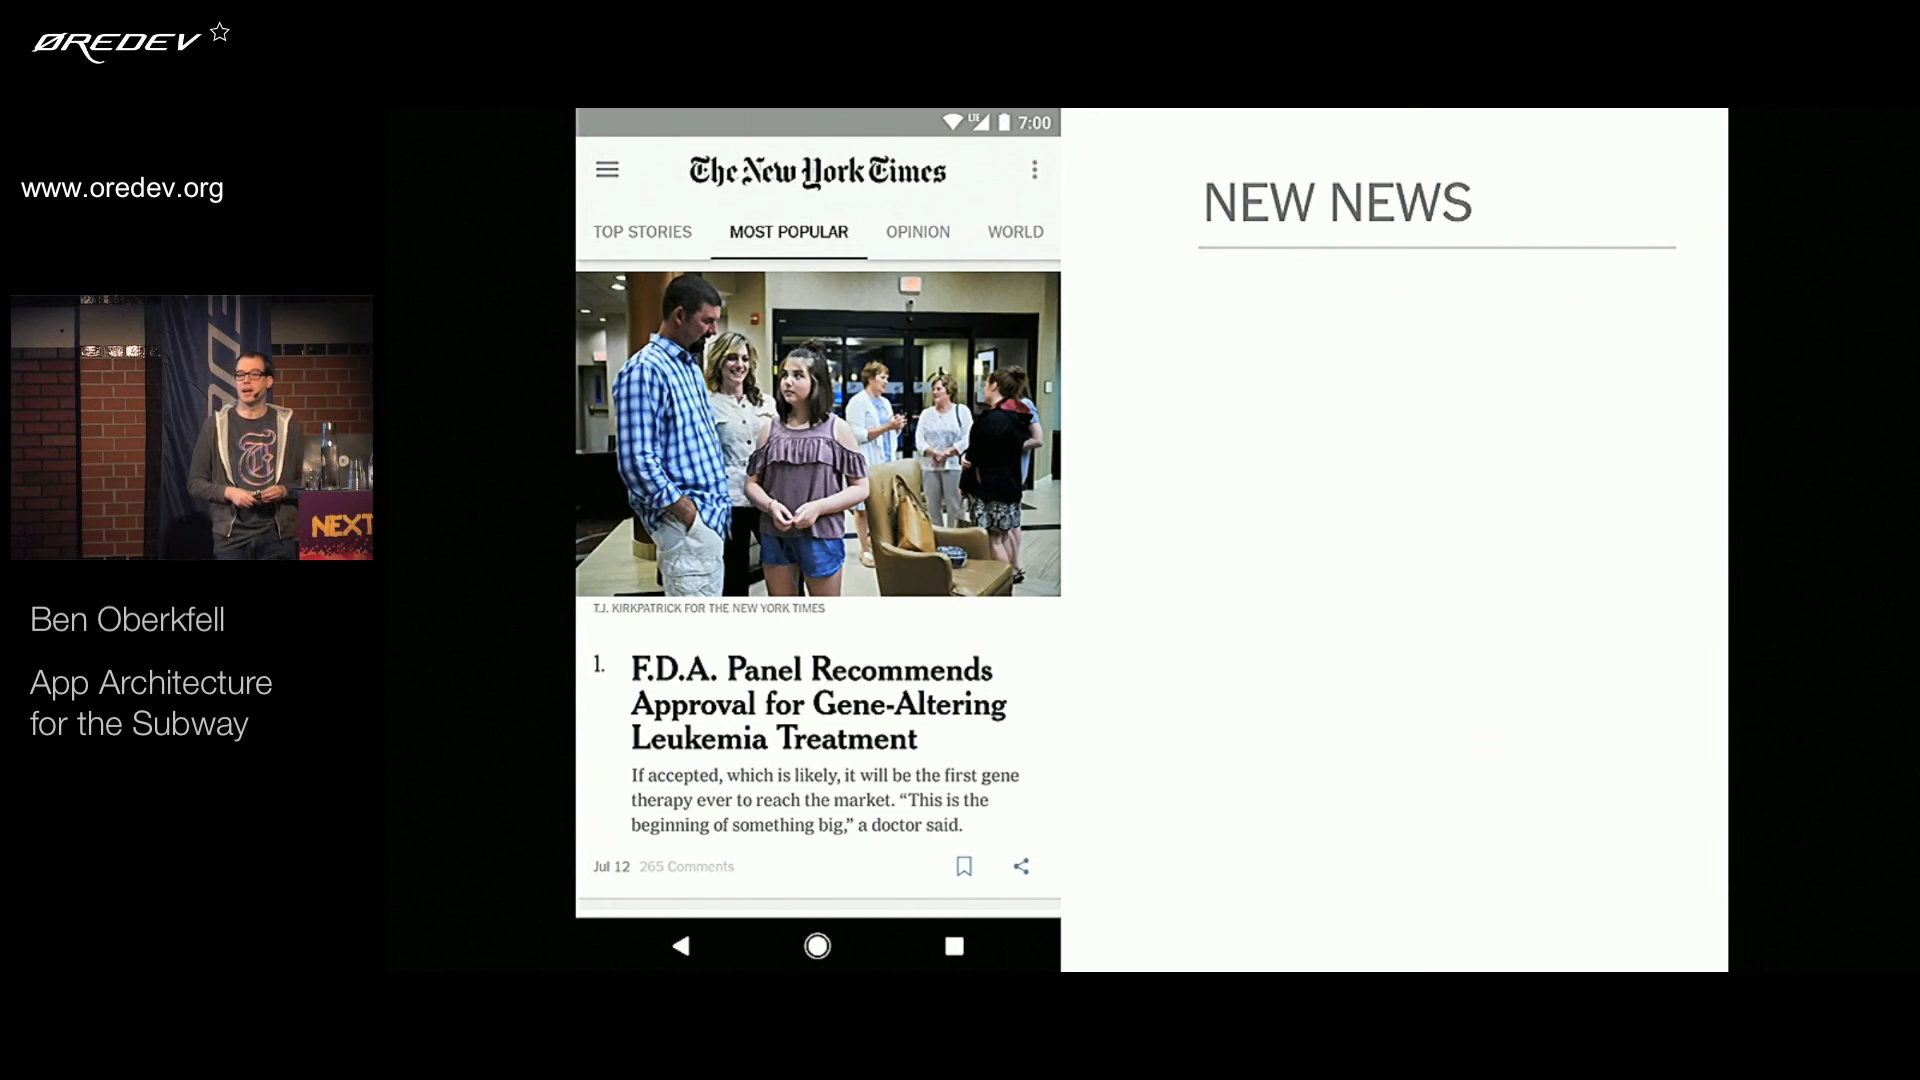 ØREDEV
www.oredev.org
NEXT
Ben Oberkfell
App Architecture
for the Subway
LTE 7:00
The New York Times
TOP STORIES MOST POPULAR OPINION WORLD
T.J. KIRKPATRICK FOR THE NEW YORK TIMES
1. F.D.A. Panel Recommends
Approval for Gene-Altering
Leukemia Treatment
If accepted, which is likely, it will be the first gene
therapy ever to reach the market. “This is the
beginning of something big,” a doctor said.
Jul 12 265 Comments
NEW NEWS